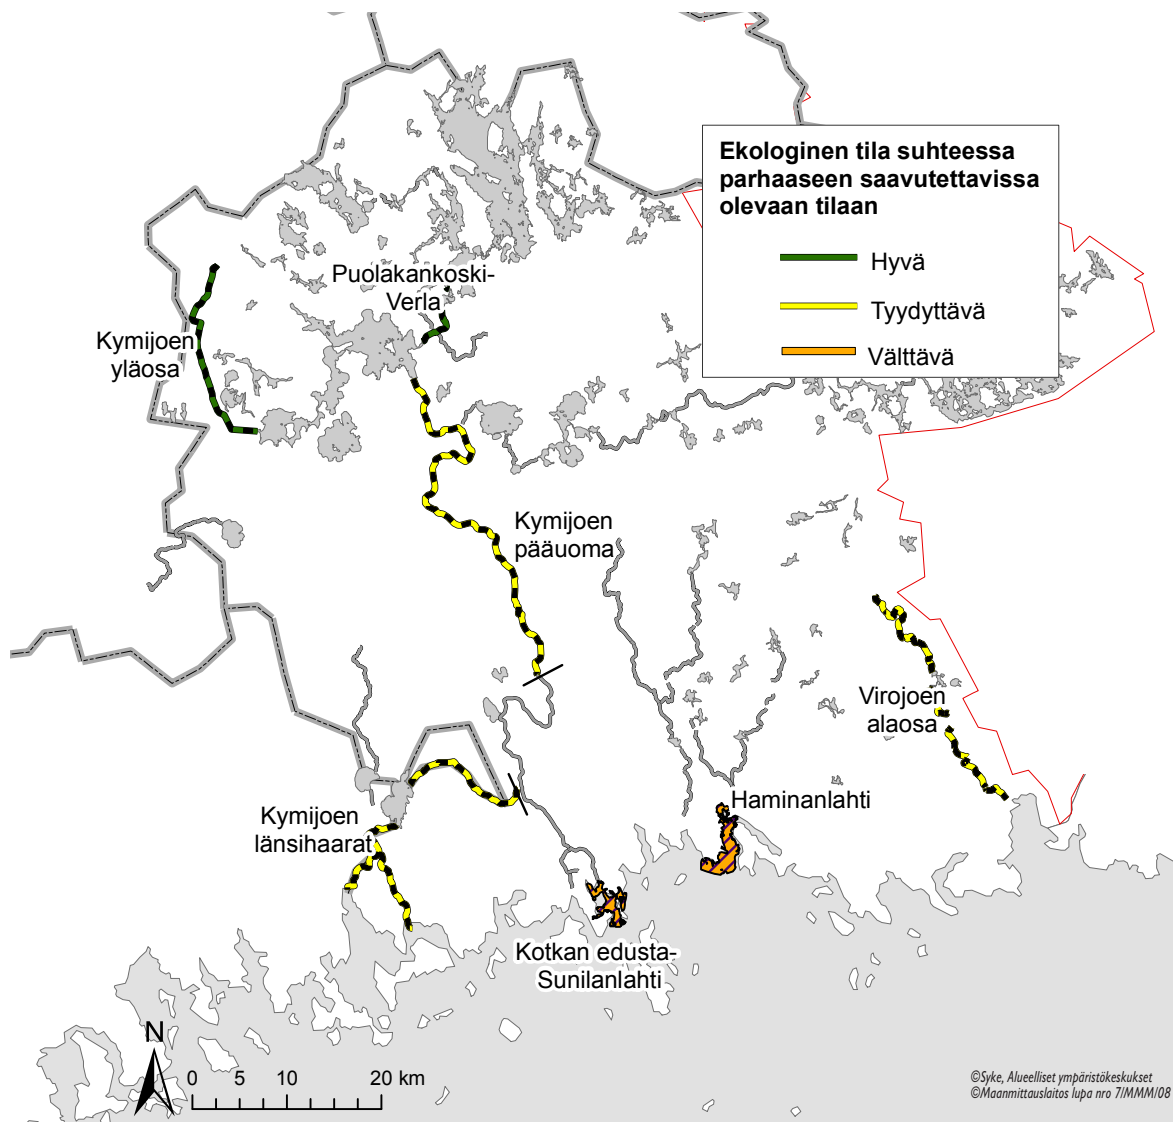 Ekologinen tila suhteessa
parhaaseen saavutettavissa
olevaan tilaan
Hyvä
Tyydyttävä
Välttävä
Puolakankoski-
Verla
Kymijoen
yläosa
Kymijoen
pääuoma
Virojoen
alaosa
Haminanlahti
Kymijoen
länsihaarat
Kotkan edusta-
Sunilanlahti
N
0 5 10 20 km
©Syke, Alueelliset ympäristökeskukset
©Maanmittauslaitos lupa nro 7/MMM/08